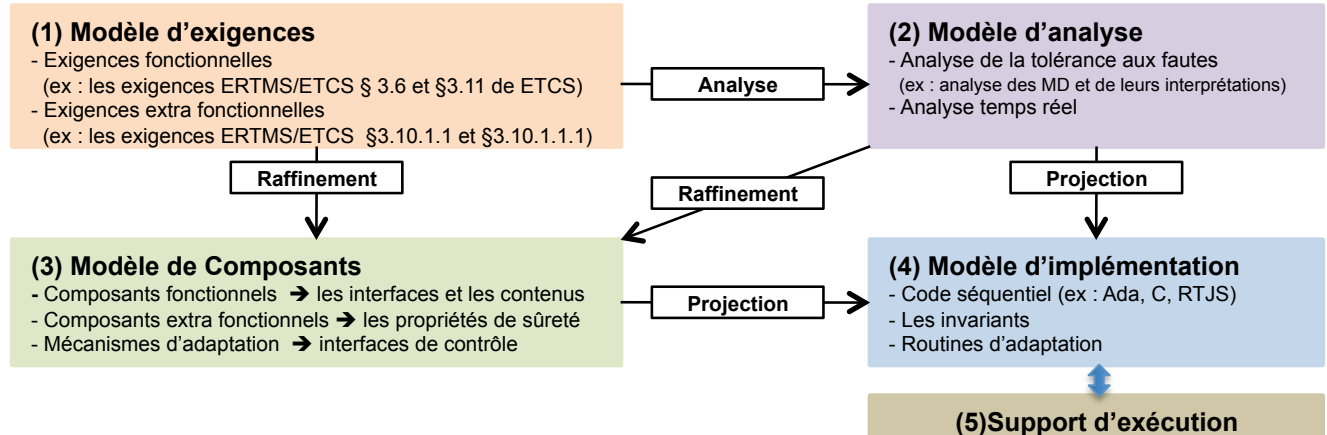 (1) Modèle d'exigences
- Exigences fonctionnelles
(ex : les exigences ERTMS/ETCS § 3.6 et §3.11 de ETCS)
- Exigences extra fonctionnelles
(ex : les exigences ERTMS/ETCS §3.10.1.1 et §3.10.1.1.1)
Analyse
(2) Modèle d'analyse
- Analyse de la tolérance aux fautes
(ex : analyse des MD et de leurs interprétations)
- Analyse temps réel
Raffinement
Raffinement
Projection
(3) Modèle de Composants
- Composants fonctionnels ➔ les interfaces et les contenus
- Composants extra fonctionnels ➔ les propriétés de sûreté
- Mécanismes d'adaptation ➔ interfaces de contrôle
Projection
(4) Modèle d'implémentation
- Code séquentiel (ex : Ada, C, RTJS)
- Les invariants
- Routines d'adaptation
(5)Support d'exécution